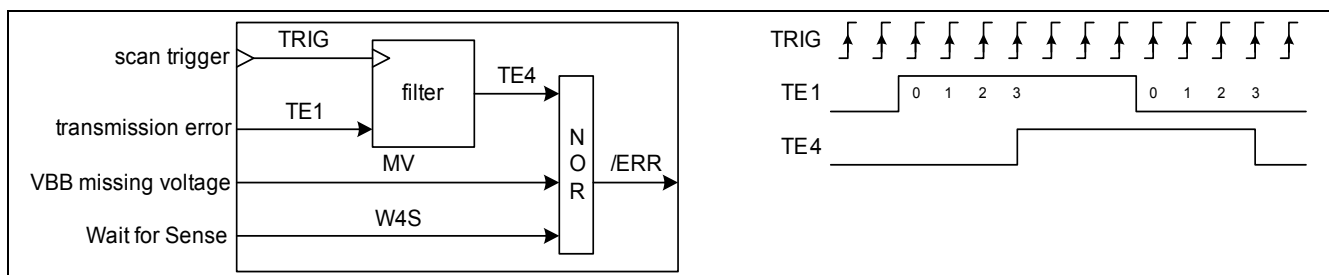 scan trigger
TRIG
filter
TE4
transmission error
TE1
VBB missing voltage
MV
Wait for Sense
W4S
N
O
R
/ERR
TRIG
TE1
0 1 2 3 0 1 2 3
TE4